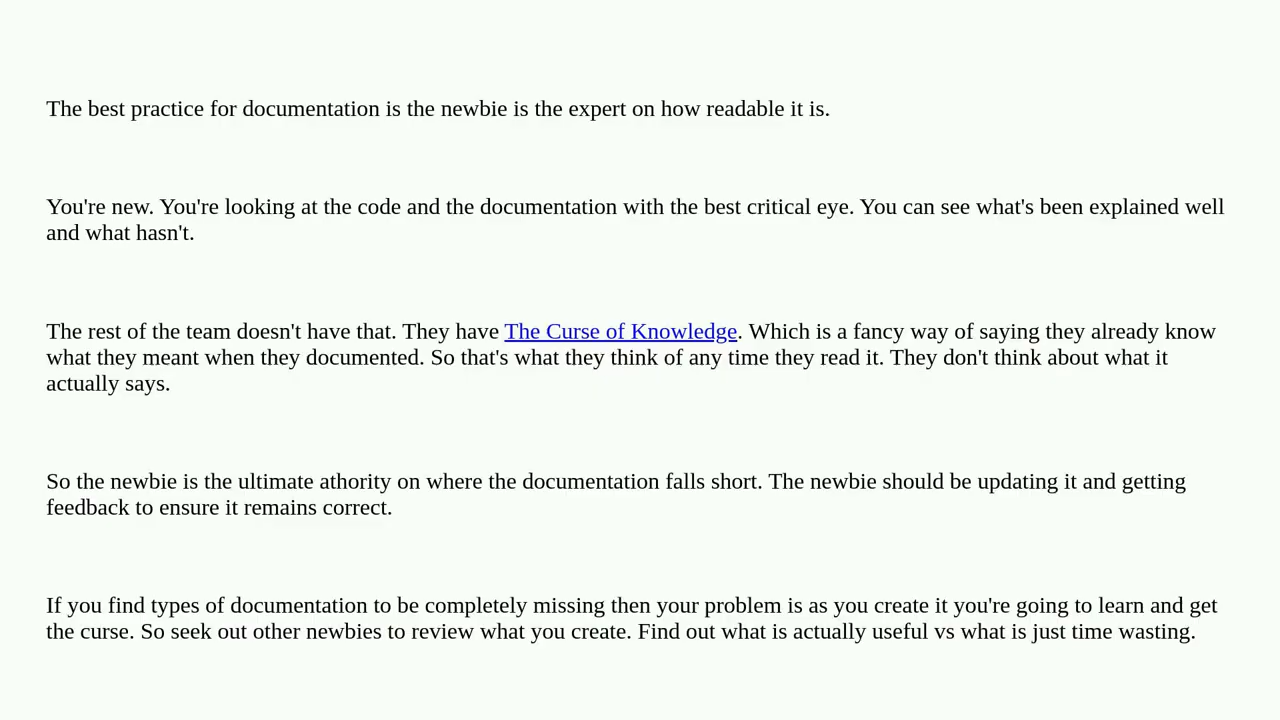 The best practice for documentation is the newbie is the expert on how readable it is.
You're new. You're looking at the code and the documentation with the best critical eye. You can see what's been explained well
and what hasn't.
The rest of the team doesn't have that. They have The Curse of Knowledge. Which is a fancy way of saying they already know
what they meant when they documented. So that's what they think of any time they read it. They don't think about what it
actually says.
So the newbie is the ultimate athority on where the documentation falls short. The newbie should be updating it and getting
feedback to ensure it remains correct.
If you find types of documentation to be completely missing then your problem is as you create it you're going to learn and get
the curse. So seek out other newbies to review what you create. Find out what is actually useful vs what is just time wasting.